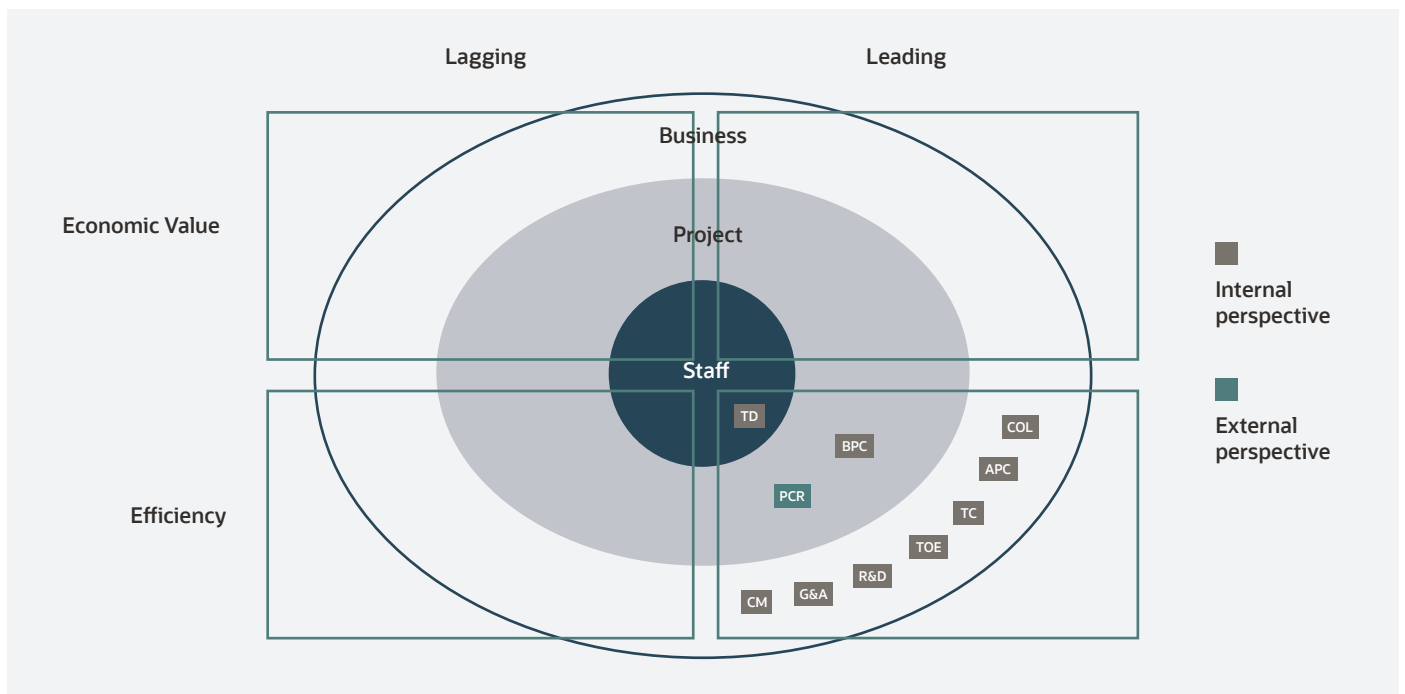 Lagging
Leading
Business
Economic Value
Project
Internal
perspective
Staff
TD
COL
External
perspective
BPC
APC
PCR
TC
Efficiency
TOE
R&D
G&A
CM